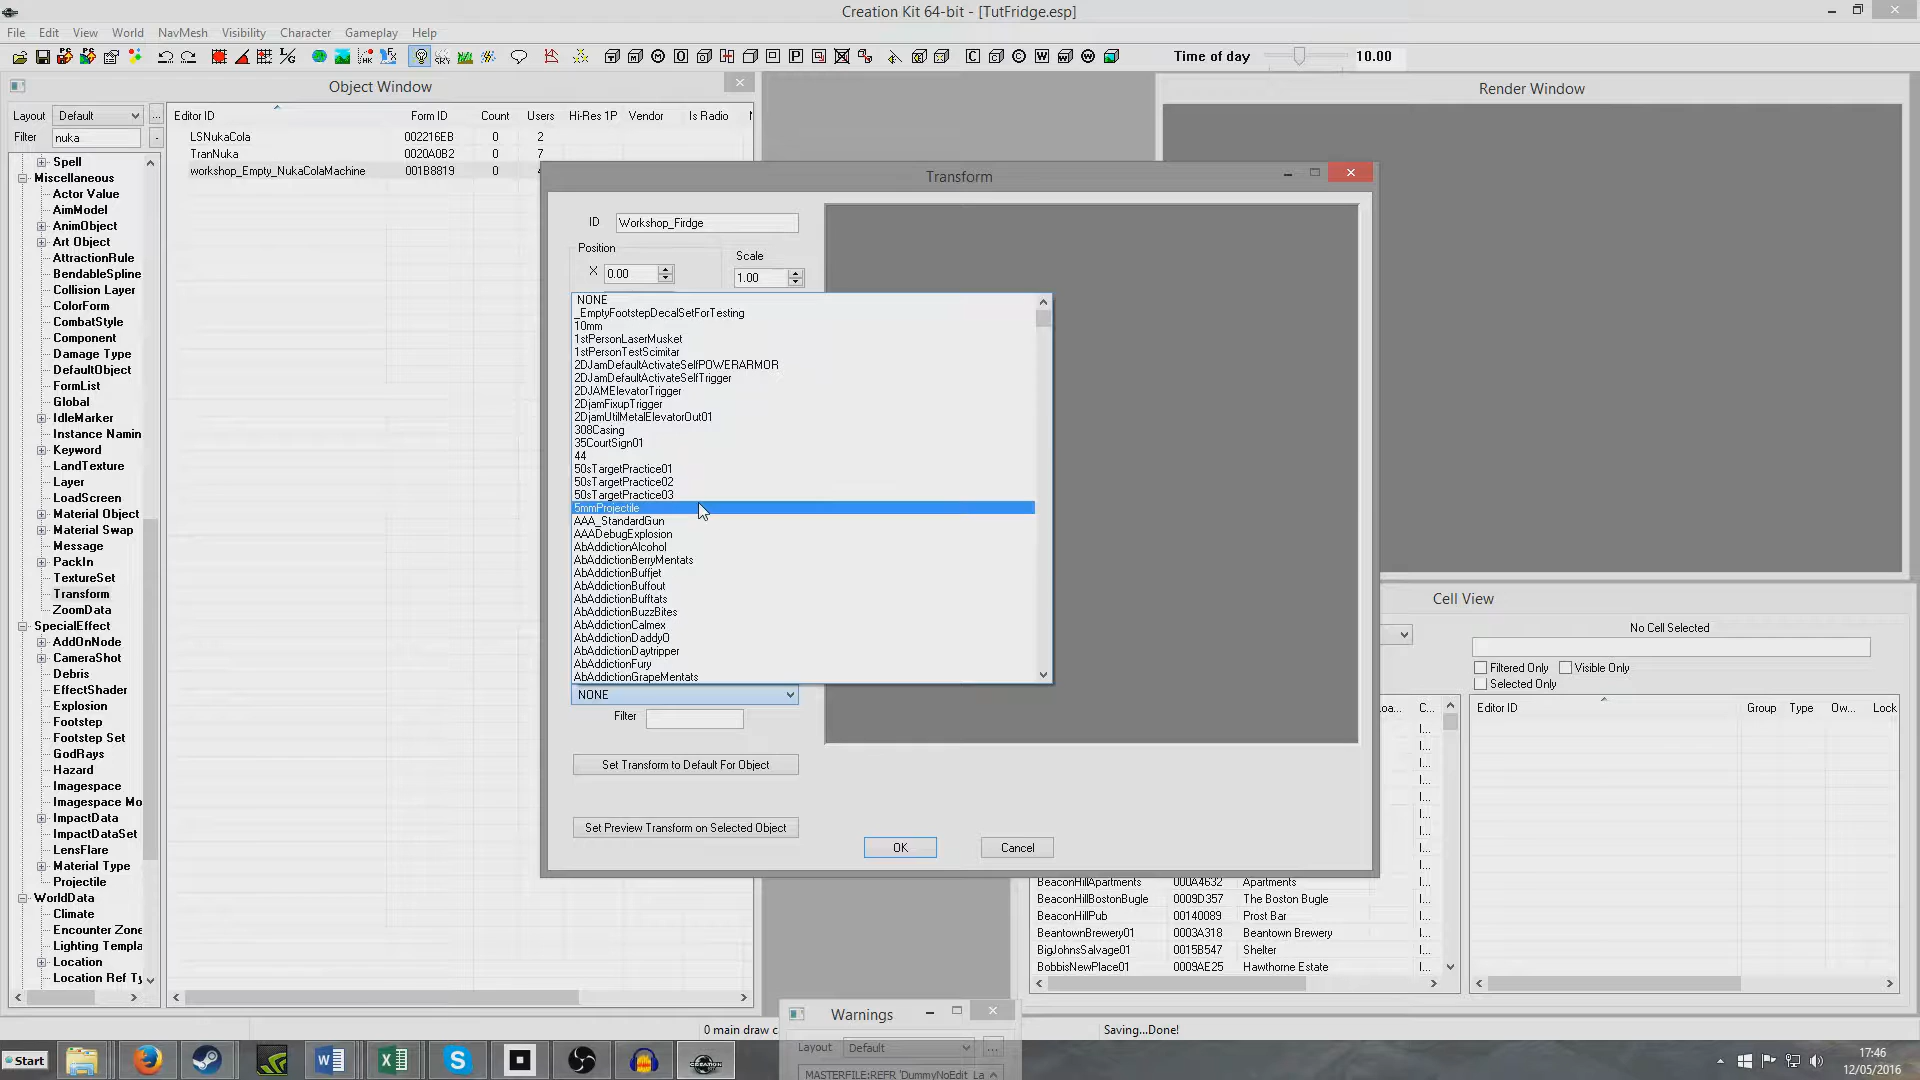 Creation Kit 64-bit - [TutFridge.esp]
File Edit View World NavMesh Visibility Character Gameplay Help
Time of day 10.00
Object Window
Render Window
Layout Default ...
Filter nuka
Editor ID Form ID Count Users Hi-Res 1P Vendor Is Radio
LSNukaCola 002216EB 0 2
TranNuka 0020A0B2 0 7
workshop_Empty_NukaColaMachine 001B8819 0
Spell
Miscellaneous
Actor Value
AimModel
AnimObject
Art Object
AttractionRule
BendableSpline
Collision Layer
ColorForm
CombatStyle
Component
Damage Type
DefaultObject
FormList
Global
IdleMarker
Instance Namin
Keyword
LandTexture
Layer
LoadScreen
Material Object
Material Swap
Message
PackIn
TextureSet
Transform
ZoomData
SpecialEffect
AddOnNode
CameraShot
Debris
EffectShader
Explosion
Footstep
Footstep Set
GodRays
Hazard
Imagespace
Imagespace Mo
ImpactData
ImpactDataSet
LensFlare
Material Type
Projectile
WorldData
Climate
Encounter Zone
Lighting Templa
Location
Location Ref Ty
Transform
ID Workshop_Firdge
Position
X 0.00
Scale
1.00
NONE
_EmptyFootstepDecalSetForTesting
10mm
1stPersonLaserMusket
1stPersonTestScimitar
2DJamDefaultActivateSelfPOWERARMOR
2DJamDefaultActivateSelfTrigger
2DJAMElevatorTrigger
2DjamFixupTrigger
2DjamUtilMetalElevatorOut01
308Casing
35CourtSign01
44
50sTargetPractice01
50sTargetPractice02
50sTargetPractice03
5mmProjectile
AAA_StandardGun
AAADebugExplosion
AbAddictionAlcohol
AbAddictionBerryMentats
AbAddictionBuffjet
AbAddictionBuffout
AbAddictionBufftats
AbAddictionBuzzBites
AbAddictionCalmex
AbAddictionDaddyO
AbAddictionDaytripper
AbAddictionFury
AbAddictionGrapeMentats
NONE
Filter
Set Transform to Default For Object
Set Preview Transform on Selected Object
OK Cancel
Cell View
No Cell Selected
Filtered Only Visible Only
Selected Only
C...
Editor ID Group Type Ow... Lock
I...
I...
I...
I...
I...
I...
I...
I...
I...
BeaconHillApartments 000A4632 Apartments I...
BeaconHillBostonBugle 0009D357 The Boston Bugle I...
BeaconHillPub 00140089 Prost Bar I...
BeantownBrewery01 0003A318 Beantown Brewery I...
BigJohnsSalvage01 0015B547 Shelter I...
BobbisNewPlace01 0009AE25 Hawthorne Estate I...
0 main draw c
Saving...Done!
Warnings
Layout Default ...
MASTERFILE:REFR 'DummyNoEdit_La
Start
17:46
12/05/2016